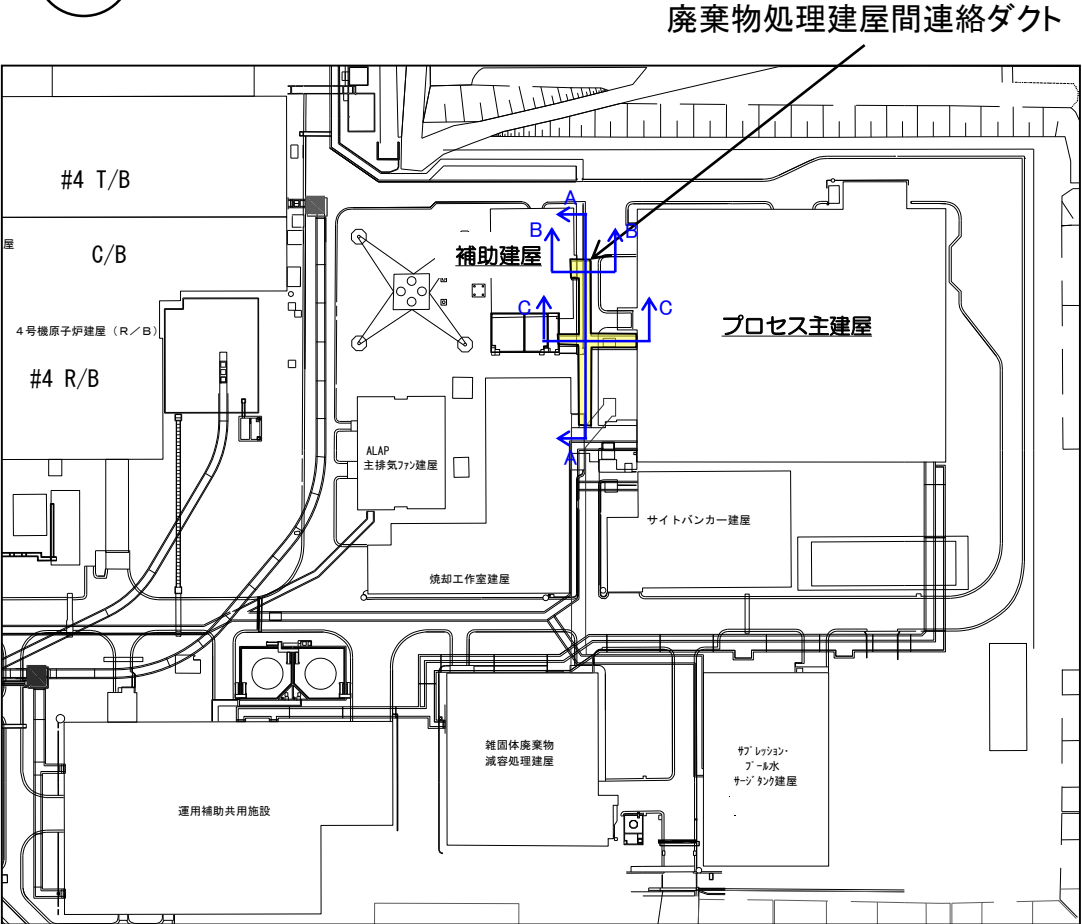 廃棄物処理建屋間連絡ダクト
#4 T/B
屋
C/B
4号機原子炉建屋(R/B)
#4 R/B
補助建屋
プロセス主建屋
A
B
B
C
C
A
ALAP
主排気ファン建屋
サイトバンカー建屋
焼却工作室建屋
雑固体廃棄物
減容処理建屋
サプレッション・
プール水
サージタンク建屋
運用補助共用施設